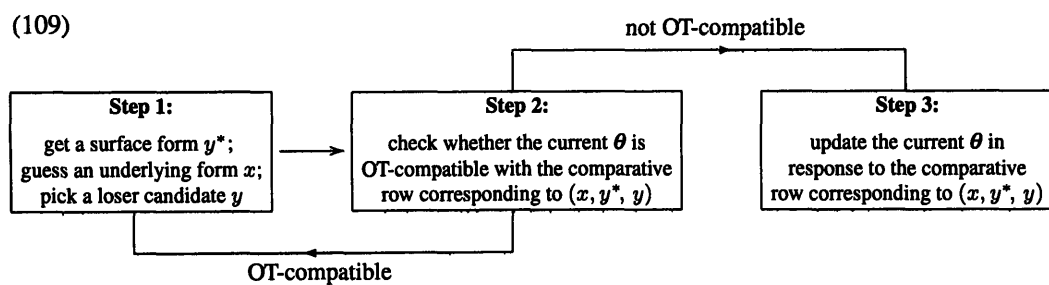 (109)
not OT-compatible
Step 1:
get a surface form y*;
guess an underlying form x;
pick a loser candidate y
Step 2:
check whether the current θ is
OT-compatible with the comparative
row corresponding to (x, y*, y)
Step 3:
update the current θ in
response to the comparative
row corresponding to (x, y*, y)
OT-compatible